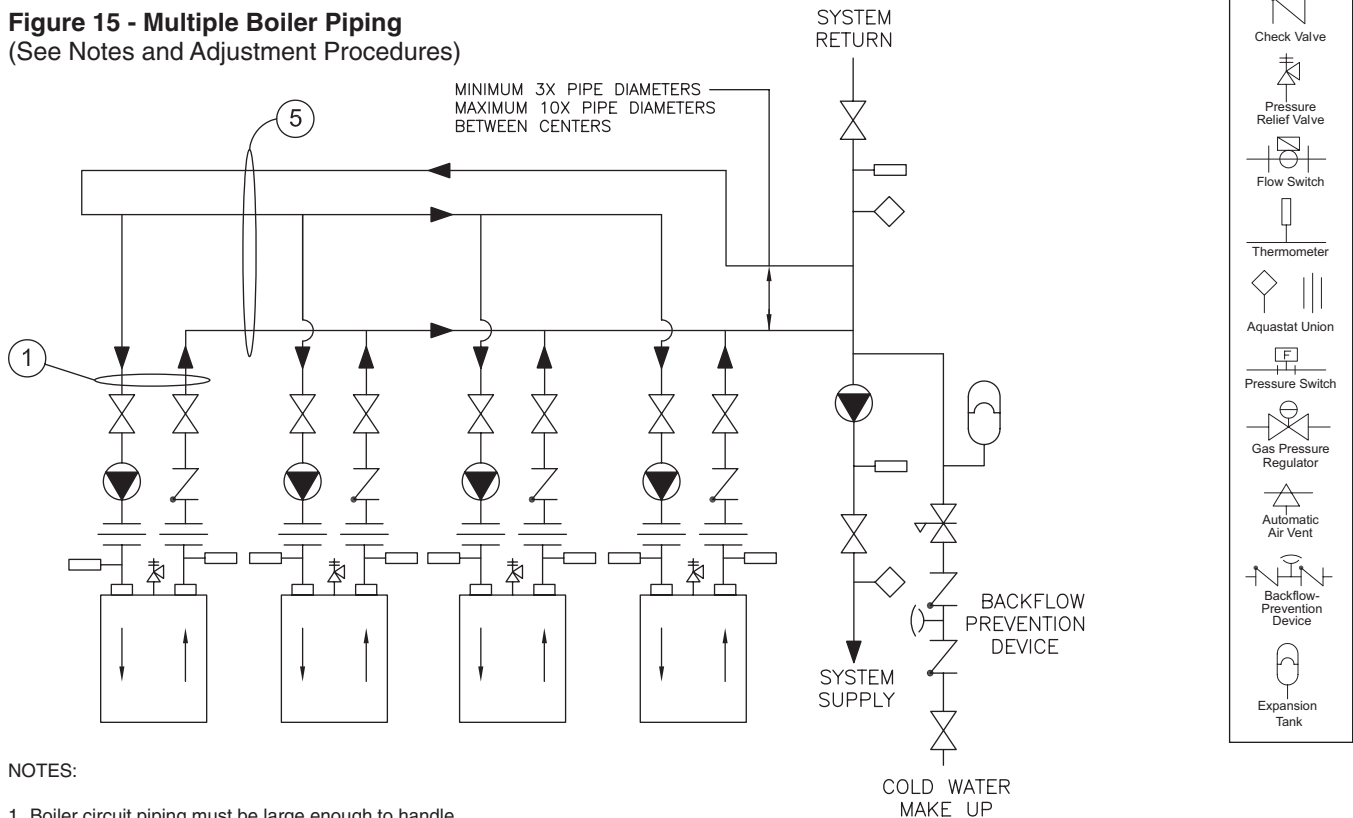 Figure 15 - Multiple Boiler Piping
(See Notes and Adjustment Procedures)
SYSTEM
RETURN
MINIMUM 3X PIPE DIAMETERS
MAXIMUM 10X PIPE DIAMETERS
BETWEEN CENTERS
5
1
BACKFLOW
PREVENTION
DEVICE
SYSTEM
SUPPLY
COLD WATER
MAKE UP
NOTES:
1. Boiler circuit piping must be large enough to handle
Check Valve
Pressure
Relief Valve
Flow Switch
Thermometer
Aquastat Union
F
Pressure Switch
Gas Pressure
Regulator
Automatic
Air Vent
Backflow-
Prevention
Device
Expansion
Tank